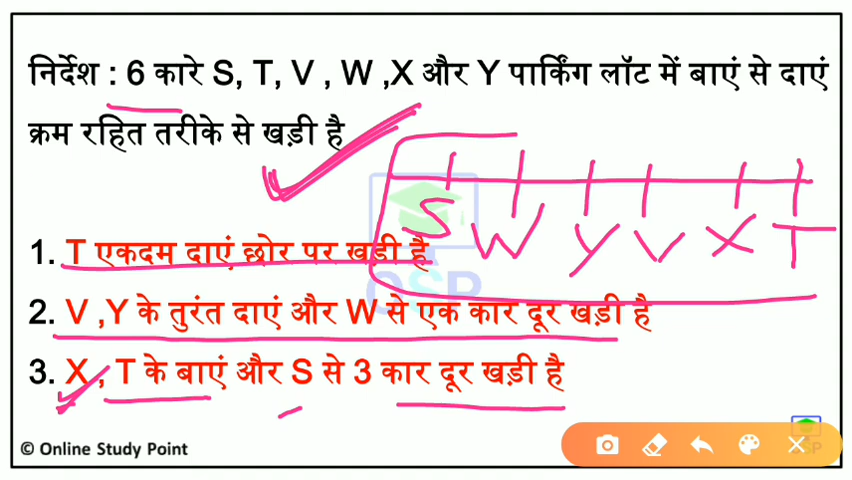 निर्देश : 6 कारे S, T, V , W ,X और Y पार्किंग लॉट में बाएं से दाएं
क्रम रहित तरीके से खड़ी है
S W Y V X T
1. T एकदम दाएं छोर पर खड़ी है
2. V ,Y के तुरंत दाएं और W से एक कार दूर खड़ी है
3. X , T के बाएं और S से 3 कार दूर खड़ी है
OSP
© Online Study Point